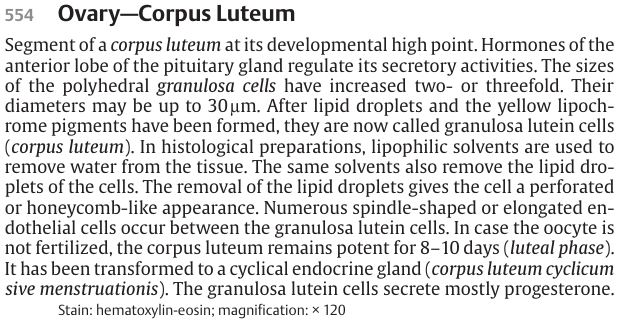 554 Ovary—Corpus Luteum
Segment of a corpus luteum at its developmental high point. Hormones of the
anterior lobe of the pituitary gland regulate its secretory activities. The sizes
of the polyhedral granulosa cells have increased two- or threefold. Their
diameters may be up to 30 μm. After lipid droplets and the yellow lipoch-
rome pigments have been formed, they are now called granulosa lutein cells
(corpus luteum). In histological preparations, lipophilic solvents are used to
remove water from the tissue. The same solvents also remove the lipid dro-
plets of the cells. The removal of the lipid droplets gives the cell a perforated
or honeycomb-like appearance. Numerous spindle-shaped or elongated en-
dothelial cells occur between the granulosa lutein cells. In case the oocyte is
not fertilized, the corpus luteum remains potent for 8–10 days (luteal phase).
It has been transformed to a cyclical endocrine gland (corpus luteum cyclicum
sive menstruationis). The granulosa lutein cells secrete mostly progesterone.
Stain: hematoxylin-eosin; magnification: × 120